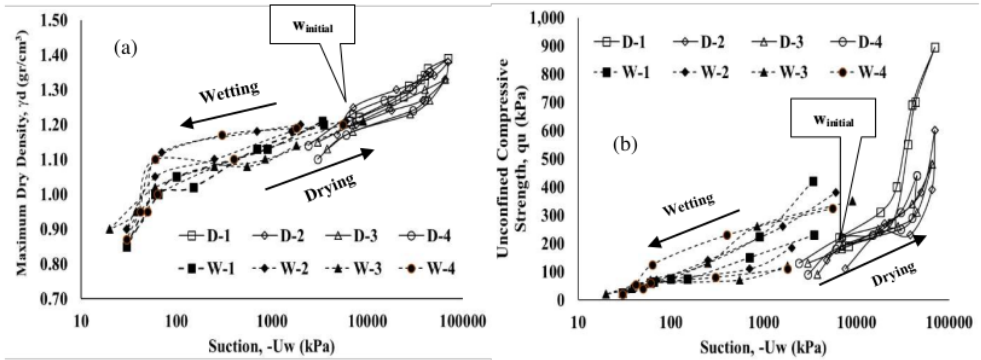 1.50
1.40
1.30
1.20
1.10
1.00
0.90
0.80
0.70
Maximum Dry Density, γd (gr/cm³)
(a)
winitial
Wetting
Drying
D-1 D-2 D-3 D-4
W-1 W-2 W-3 W-4
10 100 1000 10000 100000
Suction, -Uw (kPa)
1,000
900
800
700
600
500
400
300
200
100
0
Unconfined Compressive
Strength, qu (kPa)
D-1 D-2 D-3 D-4
W-1 W-2 W-3 W-4
winitial
(b)
Wetting
Drying
10 100 1000 10000 100000
Suction, -Uw (kPa)